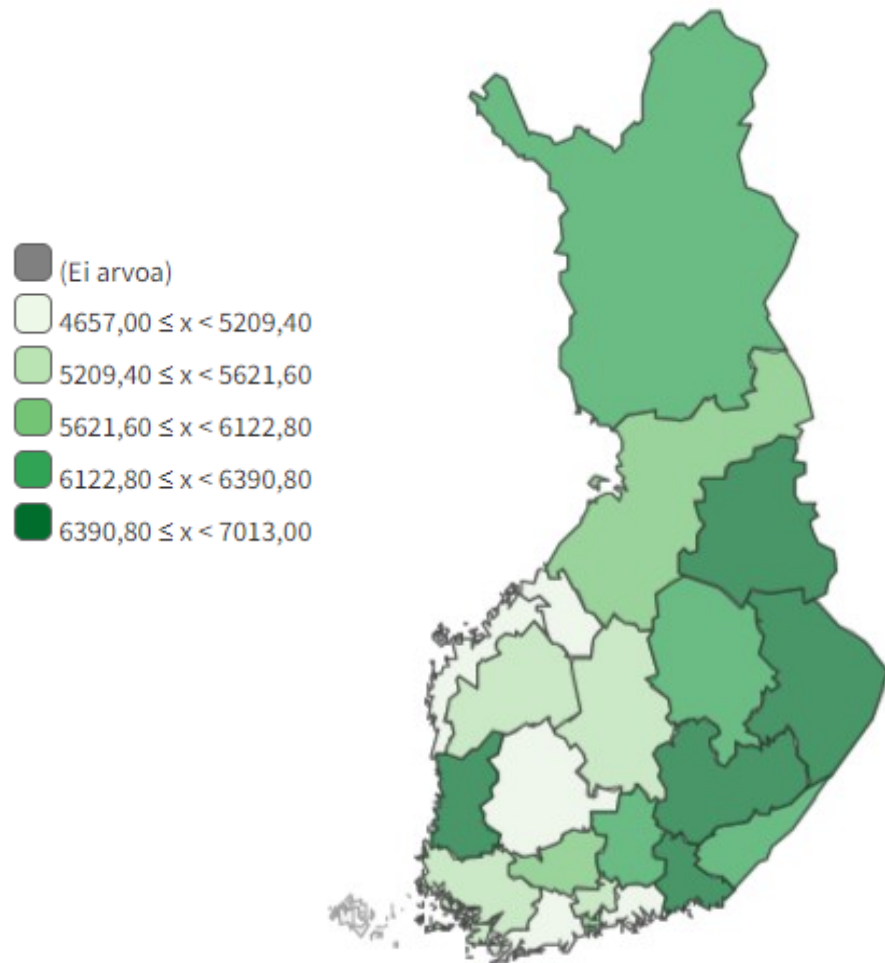 (Ei arvoa)
4657,00 ≤ x < 5209,40
5209,40 ≤ x < 5621,60
5621,60 ≤ x < 6122,80
6122,80 ≤ x < 6390,80
6390,80 ≤ x < 7013,00